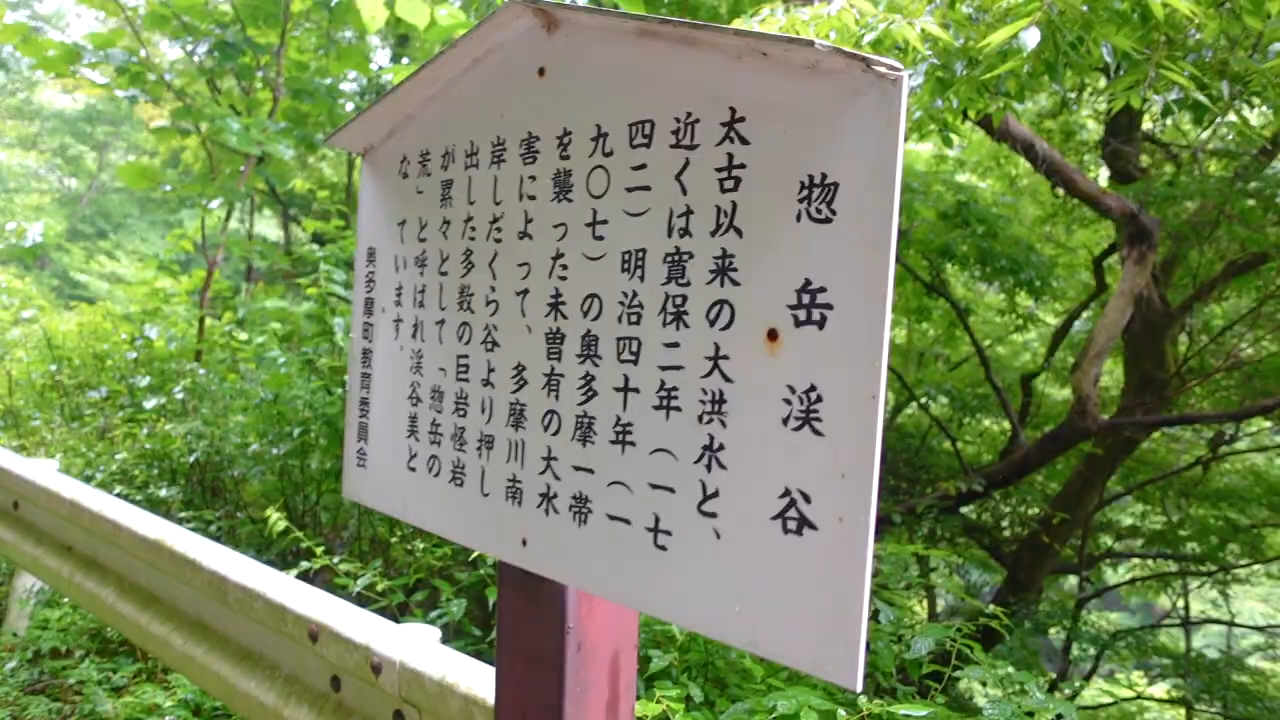 惣岳渓谷
太古以来の大洪水と、
近くは寛保二年（一七
四二）明治四十年（一
九〇七）の奥多摩一帯
を襲った未曽有の大水
害によって、多摩川南
岸しだくら谷より押し
出した多数の巨岩怪岩
が累々として「惣岳の
荒」と呼ばれ渓谷美と
な ています。
奥多摩町教育委員会